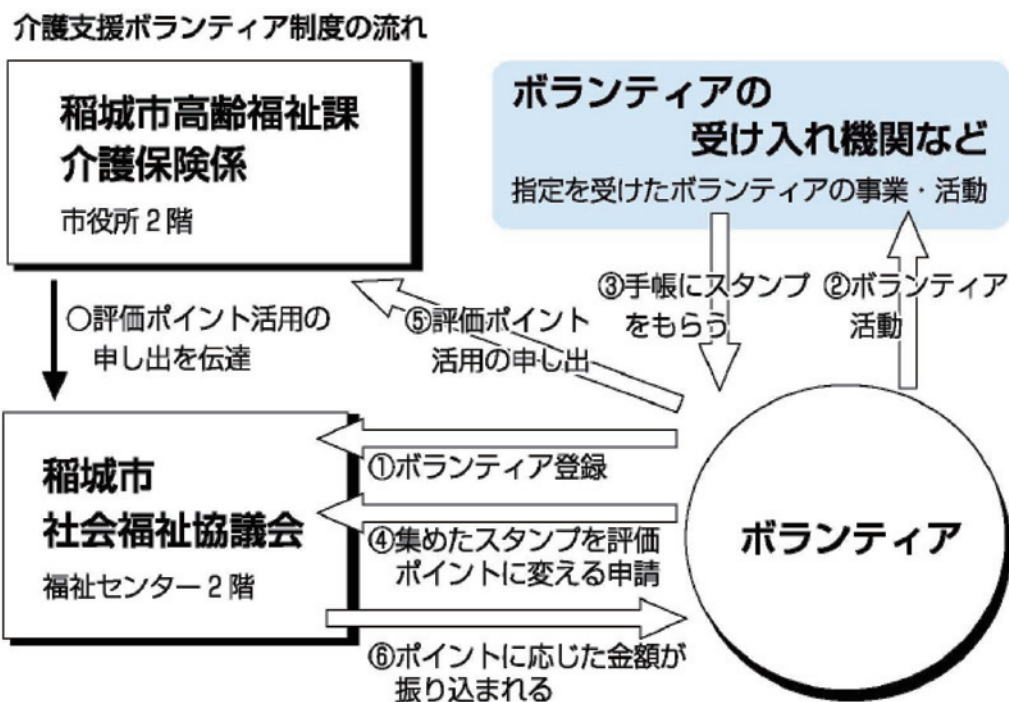 介護支援ボランティア制度の流れ
稲城市高齢福祉課
介護保険係
市役所2階
ボランティアの
受け入れ機関など
指定を受けたボランティアの事業・活動
○評価ポイント活用の
申し出を伝達
⑤評価ポイント
活用の申し出
③手帳にスタンプ
をもらう
②ボランティア
活動
稲城市
社会福祉協議会
福祉センター2階
①ボランティア登録
④集めたスタンプを評価
ポイントに変える申請
⑥ポイントに応じた金額が
振り込まれる
ボランティア